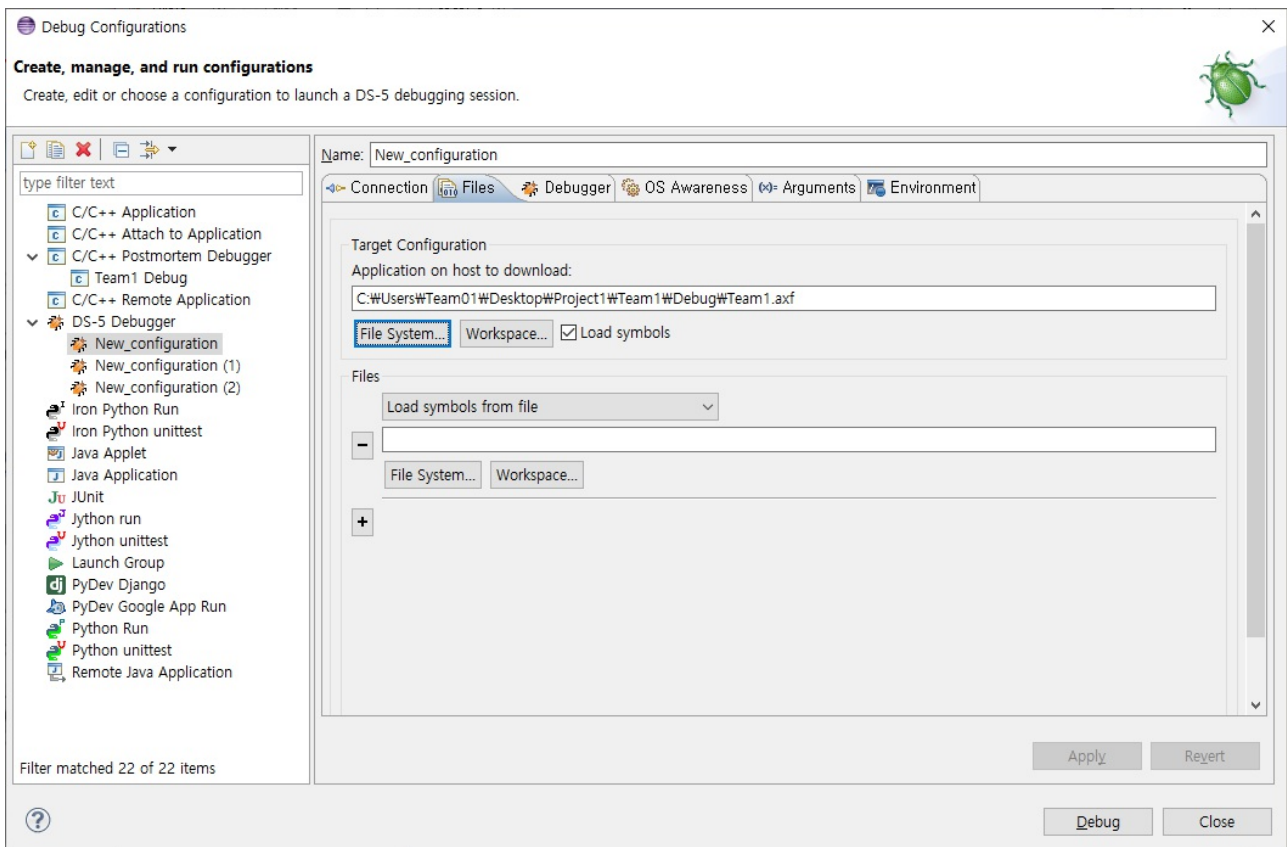 Debug Configurations
Create, manage, and run configurations
Create, edit or choose a configuration to launch a DS-5 debugging session.
type filter text
C/C++ Application
C/C++ Attach to Application
C/C++ Postmortem Debugger
Team1 Debug
C/C++ Remote Application
DS-5 Debugger
New_configuration
New_configuration (1)
New_configuration (2)
Iron Python Run
Iron Python unittest
Java Applet
Java Application
JUnit
Jython run
Jython unittest
Launch Group
PyDev Django
PyDev Google App Run
Python Run
Python unittest
Remote Java Application
Filter matched 22 of 22 items
Name: New_configuration
Connection Files Debugger OS Awareness Arguments Environment
Target Configuration
Application on host to download:
C:₩Users₩Team01₩Desktop₩Project1₩Team1₩Debug₩Team1.axf
File System... Workspace... Load symbols
Files
Load symbols from file
File System... Workspace...
Apply Revert
Debug Close